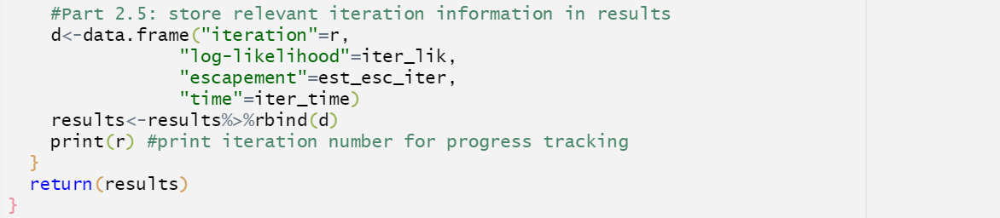 #Part 2.5: store relevant iteration information in results
d<-data.frame("iteration"=r,
"log-likelihood"=iter_lik,
"escapement"=est_esc_iter,
"time"=iter_time)
results<-results%>%rbind(d)
print(r) #print iteration number for progress tracking
}
return(results)
}